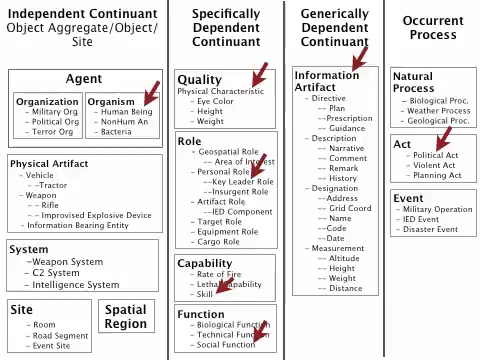 Independent Continuant
Object Aggregate/Object/
Site
Agent
Organization
– Military Org
– Political Org
– Terror Org
Organism
– Human Being
– NonHum An
– Bacteria
Physical Artifact
– Vehicle
– –Tractor
– Weapon
– – Rifle
– – Improvised Explosive Device
– Information Bearing Entity
System
–Weapon System
– C2 System
– Intelligence System
Site
– Room
– Road Segment
– Event Site
Spatial
Region
Specifically
Dependent
Continuant
Quality
Physical Characteristic
– Eye Color
– Height
– Weight
Role
– Geospatial Role
–– Area of Interest
– Personal Role
––Key Leader Role
––Insurgent Role
– Artifact Role
––IED Component
– Target Role
– Equipment Role
– Cargo Role
Capability
– Rate of Fire
– Lethal Capability
– Skill
Function
– Biological Function
– Technical Function
– Social Function
Generically
Dependent
Continuant
Information
Artifact
– Directive
–– Plan
––Prescription
–– Guidance
– Description
–– Narrative
–– Comment
–– Remark
–– History
– Designation
––Address
–– Grid Coord
–– Name
––Code
––Date
– Measurement
–– Altitude
–– Height
–– Weight
–– Distance
Occurrent
Process
Natural
Process
– Biological Proc.
– Weather Process
– Geological Proc.
Act
– Political Act
– Violent Act
– Planning Act
Event
– Military Operation
– IED Event
– Disaster Event